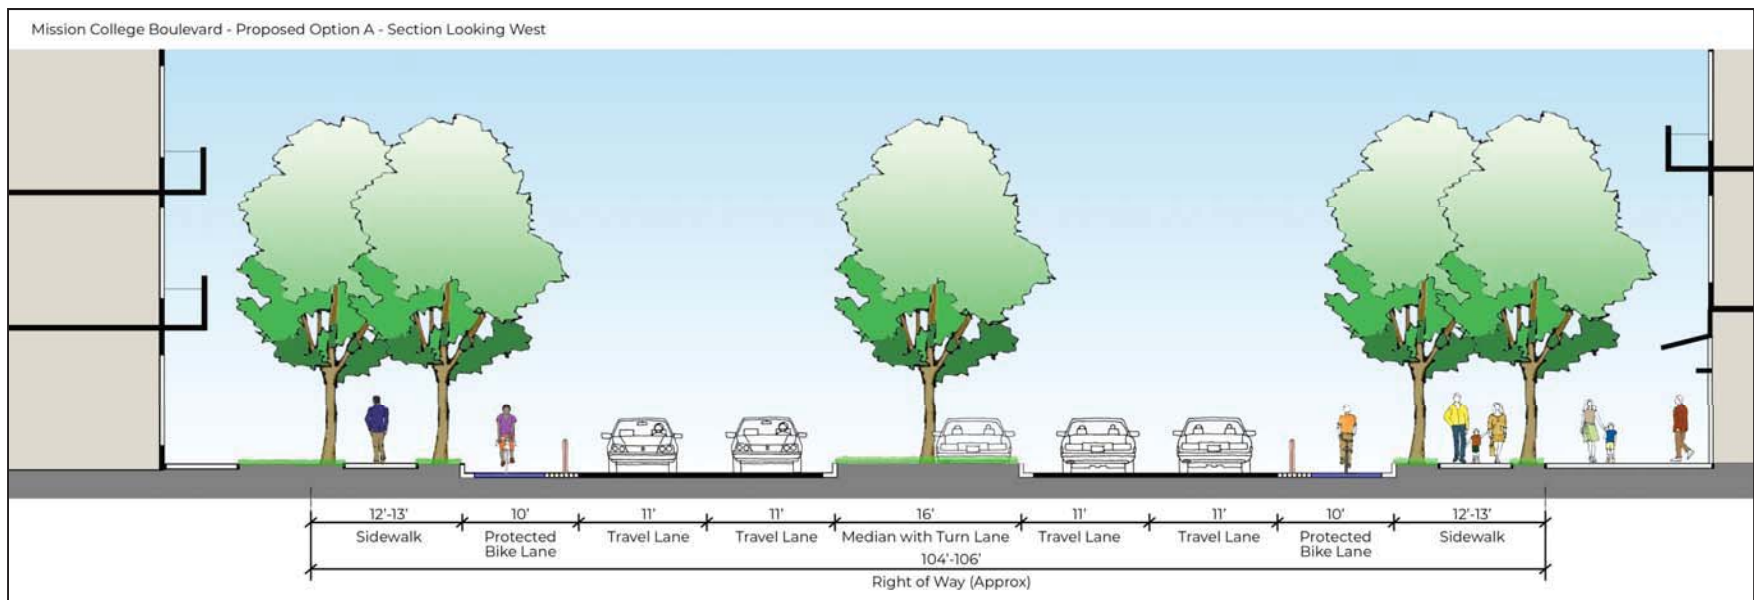 Mission College Boulevard - Proposed Option A - Section Looking West
12'-13'
Sidewalk
10'
Protected
Bike Lane
11'
Travel Lane
11'
Travel Lane
16'
Median with Turn Lane
11'
Travel Lane
11'
Travel Lane
10'
Protected
Bike Lane
12'-13'
Sidewalk
104'-106'
Right of Way (Approx)